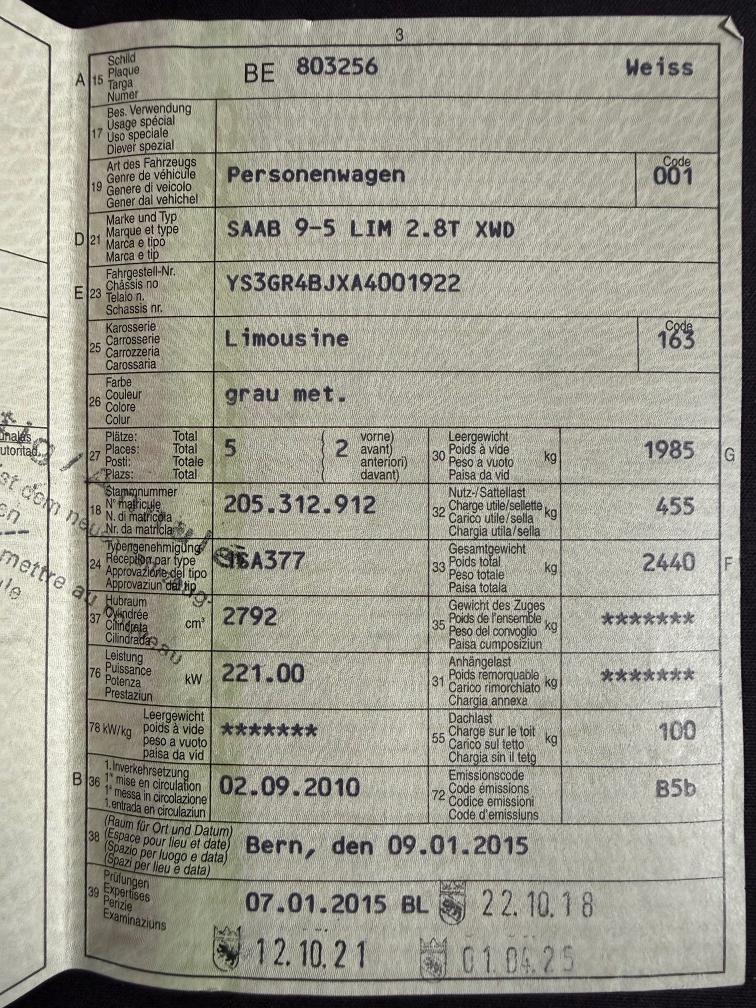 3
A 15 Schild
Plaque
Targa
Numer
BE 803256 Weiss
17 Bes. Verwendung
Usage spécial
Uso speciale
Diever spezial
19 Art des Fahrzeugs
Genre de véhicule
Genere di veicolo
Gener dal vehichel
Personenwagen
Code
001
D 21 Marke und Typ
Marque et type
Marca e tipo
Marca e tip
SAAB 9-5 LIM 2.8T XWD
E 23 Fahrgestell-Nr.
Châssis no
Telaio n.
Schassis nr.
YS3GR4BJXA4001922
25 Karosserie
Carrosserie
Carrozzeria
Carossaria
Limousine
Code
163
26 Farbe
Couleur
Colore
Colur
grau met.
27 Plätze: Total
Places: Total
Posti: Totale
Plazs: Total
5 2 vorne)
avant)
anteriori)
davant)
30 Leergewicht
Poids à vide
Peso a vuoto
Paisa da vid
kg 1985 G
18 Stammnummer
N° matricule
N. di matricola
Nr. da matricla
205.312.912
32 Nutz-/Sattellast
Charge utile/sellette
Carico utile/sella
Chargia utila/sella
kg 455
24 Typengenehmigung
Réception par type
Approvazione del tipo
Approvaziun dal tip
1SA377
33 Gesamtgewicht
Poids total
Peso totale
Paisa totala
kg 2440 F
37 Hubraum
Cylindrée
Cilindrata
Cilindrada
cm³ 2792
35 Gewicht des Zuges
Poids de l'ensemble
Peso del convoglio
Paisa cumposiziun
kg *******
76 Leistung
Puissance
Potenza
Prestaziun
kW 221.00
31 Anhängelast
Poids remorquable
Carico rimorchiato
Chargia annexa
kg *******
78 kW/kg Leergewicht
poids à vide
peso a vuoto
paisa da vid
*******
55 Dachlast
Charge sur le toit
Carico sul tetto
Chargia sin il tetg
kg 100
B 36 1. Inverkehrsetzung
1re mise en circulation
1a messa in circolazione
1. entrada en circulaziun
02.09.2010
72 Emissionscode
Code émissions
Codice emissioni
Code d'emissiuns
B5b
38 (Raum für Ort und Datum)
(Espace pour lieu et date)
(Spazio per luogo e data)
(Spazi per lieu e data)
Bern, den 09.01.2015
39 Prüfungen
Expertises
Perizie
Examinaziuns
07.01.2015 BL 22.10.18
12.10.21 01.04.25